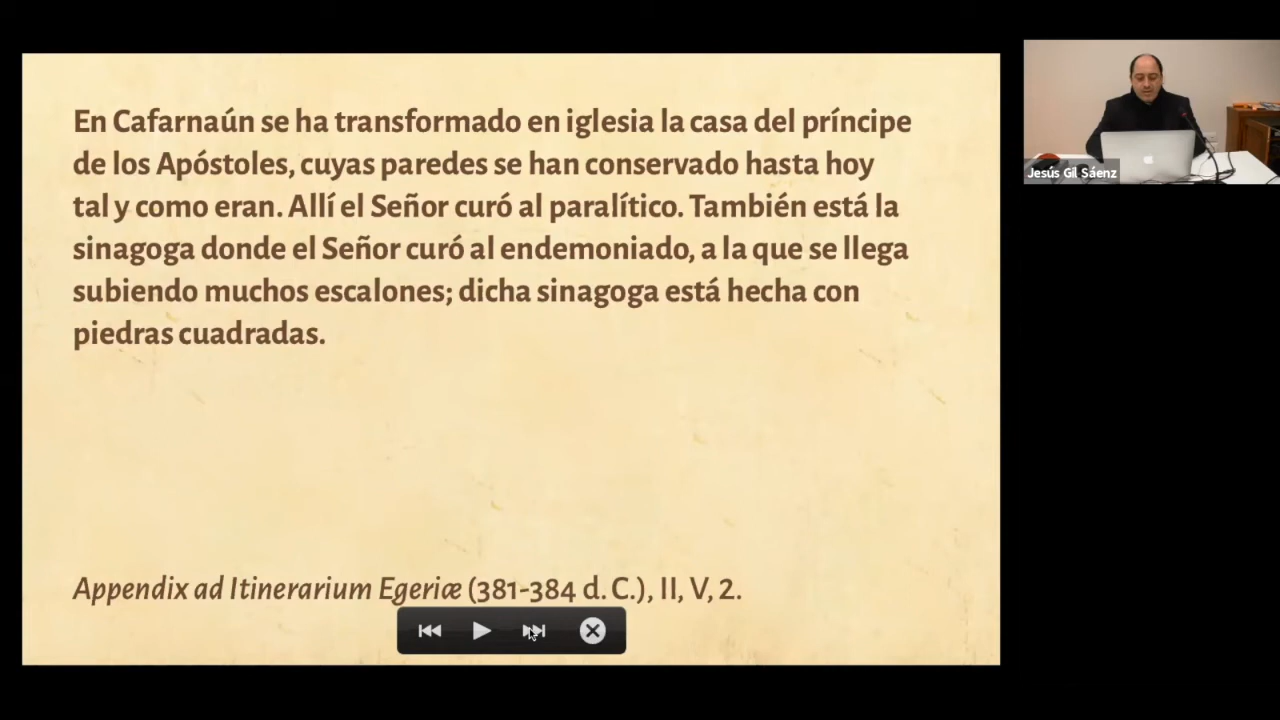 En Cafarnaún se ha transformado en iglesia la casa del príncipe
de los Apóstoles, cuyas paredes se han conservado hasta hoy
tal y como eran. Allí el Señor curó al paralítico. También está la
sinagoga donde el Señor curó al endemoniado, a la que se llega
subiendo muchos escalones; dicha sinagoga está hecha con
piedras cuadradas.
Appendix ad Itinerarium Egeriæ (381-384 d. C.), II, V, 2.
Jesús Gil Sáenz